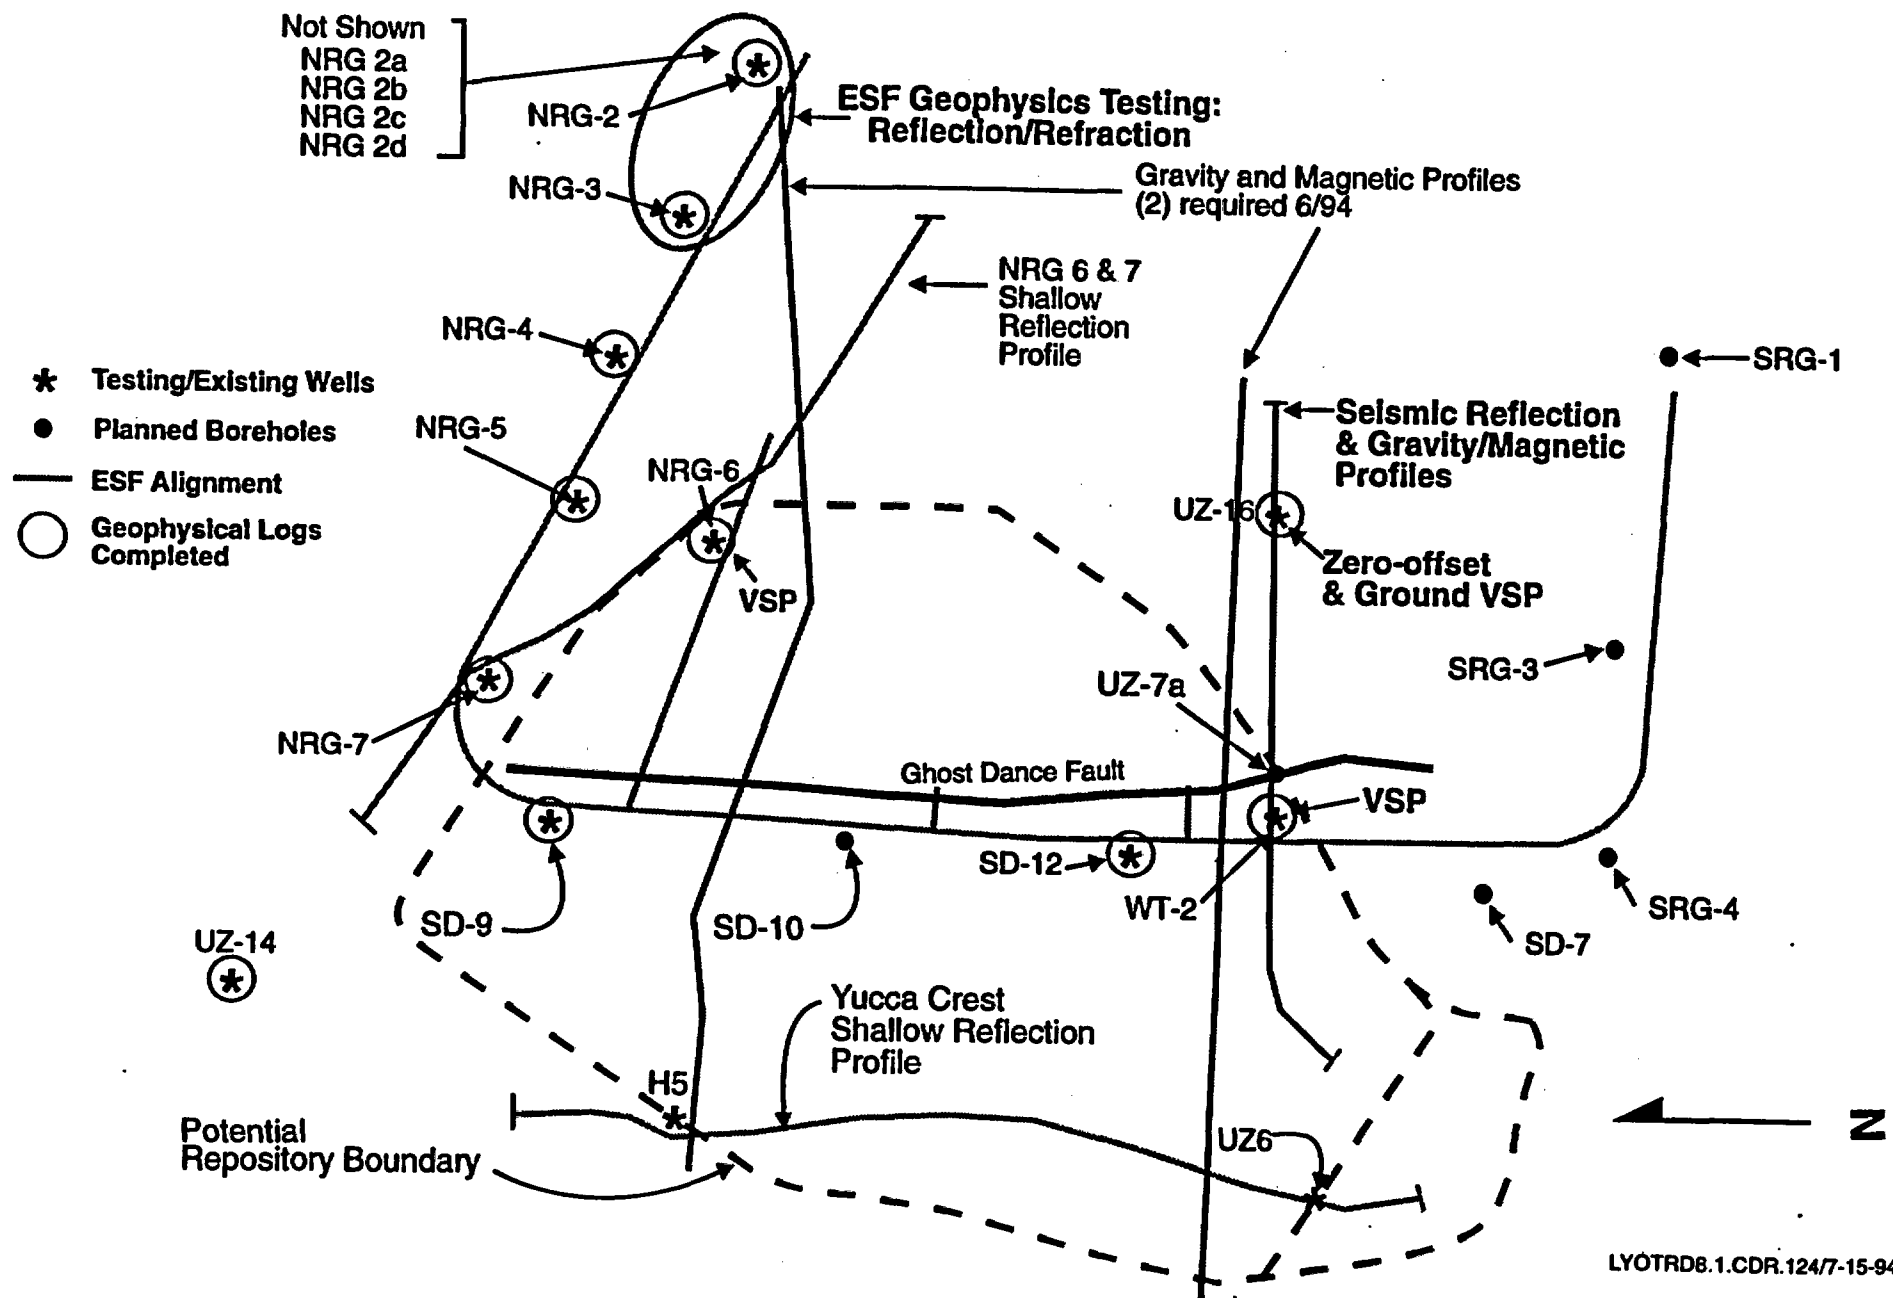 Not Shown
NRG 2a
NRG 2b
NRG 2c
NRG 2d
NRG-2
ESF Geophysics Testing:
Reflection/Refraction
NRG-3
Gravity and Magnetic Profiles
(2) required 6/94
NRG 6 & 7
Shallow
Reflection
Profile
NRG-4
SRG-1
* Testing/Existing Wells
Planned Boreholes
ESF Alignment
Geophysical Logs
Completed
NRG-5
Seismic Reflection
& Gravity/Magnetic
Profiles
NRG-6
UZ-16
Zero-offset
& Ground VSP
VSP
SRG-3
UZ-7a
NRG-7
Ghost Dance Fault
VSP
SD-12
WT-2
SRG-4
SD-9
SD-10
SD-7
UZ-14
Yucca Crest
Shallow Reflection
Profile
H5
Potential
Repository Boundary
UZ6
N
LYOTRD8.1.CDR.124/7-15-94